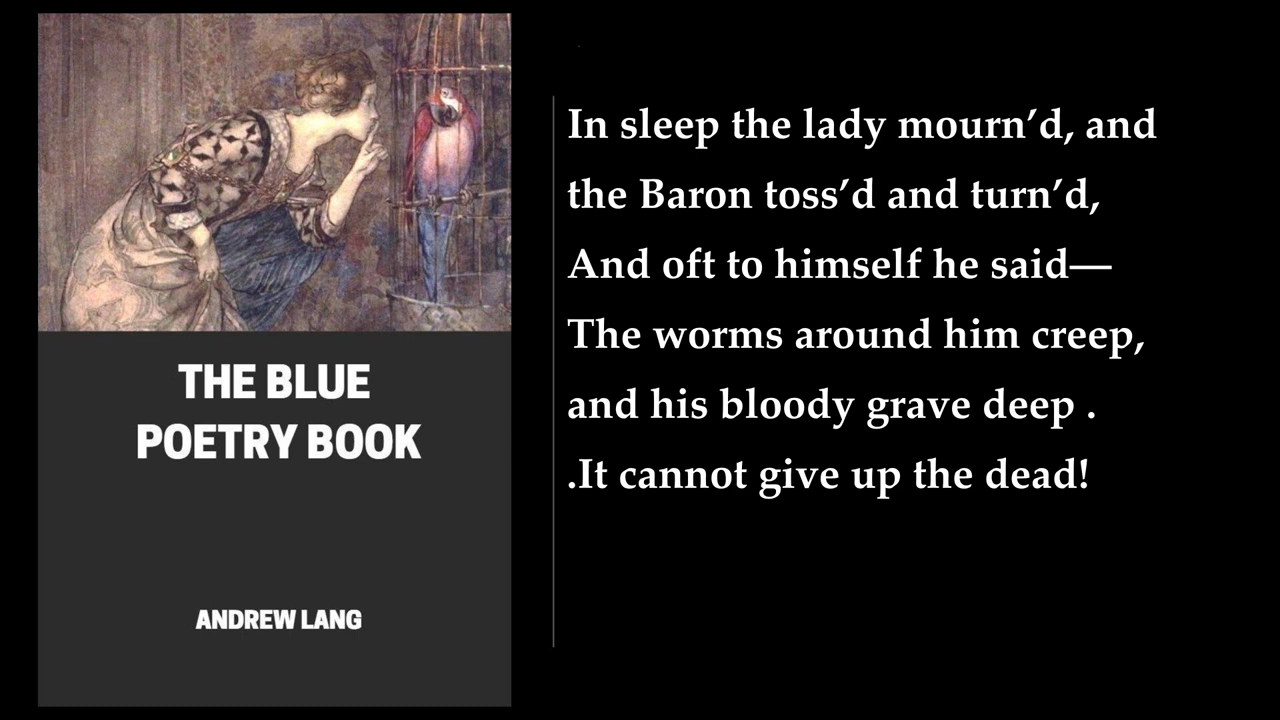 THE BLUE
POETRY BOOK
ANDREW LANG
In sleep the lady mourn’d, and
the Baron toss’d and turn’d,
And oft to himself he said—
The worms around him creep,
and his bloody grave deep .
.It cannot give up the dead!